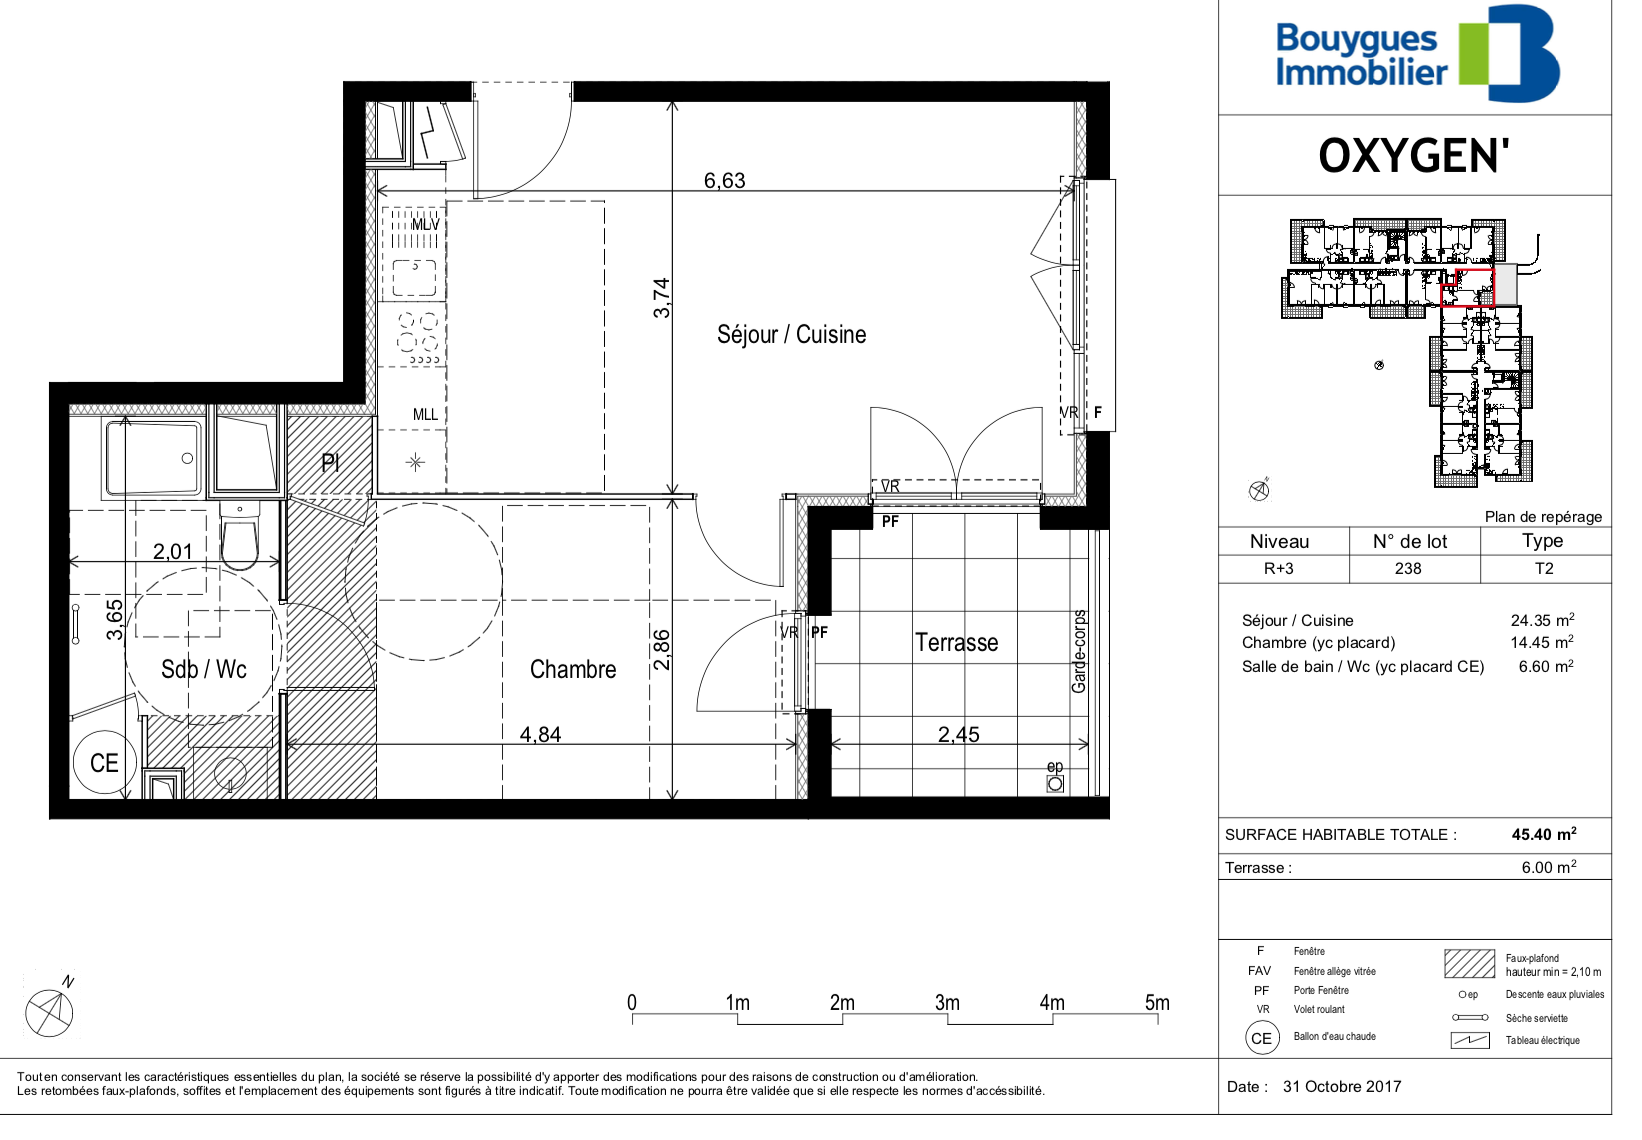 Bouygues
Immobilier
OXYGEN'
Plan de repérage
Niveau N° de lot Type
R+3 238 T2
Séjour / Cuisine 24.35 m²
Chambre (yc placard) 14.45 m²
Salle de bain / Wc (yc placard CE) 6.60 m²
SURFACE HABITABLE TOTALE : 45.40 m²
Terrasse : 6.00 m²
F Fenêtre
FAV Fenêtre allège vitrée
PF Porte Fenêtre
VR Volet roulant
CE Ballon d'eau chaude
Faux-plafond
hauteur min = 2,10 m
ep Descente eaux pluviales
Sèche serviette
Tableau électrique
Date : 31 Octobre 2017
6,63
MLV
3,74
Séjour / Cuisine
MLL
VR F
Pl
VR
PF
2,01
3,65
Sdb / Wc
CE
Chambre
2,86
4,84
VR PF
Terrasse
Garde-corps
2,45
ep
N
N
0 1m 2m 3m 4m 5m
Tout en conservant les caractéristiques essentielles du plan, la société se réserve la possibilité d'y apporter des modifications pour des raisons de construction ou d'amélioration.
Les retombées faux-plafonds, soffites et l'emplacement des équipements sont figurés à titre indicatif. Toute modification ne pourra être validée que si elle respecte les normes d'accéssibilité.